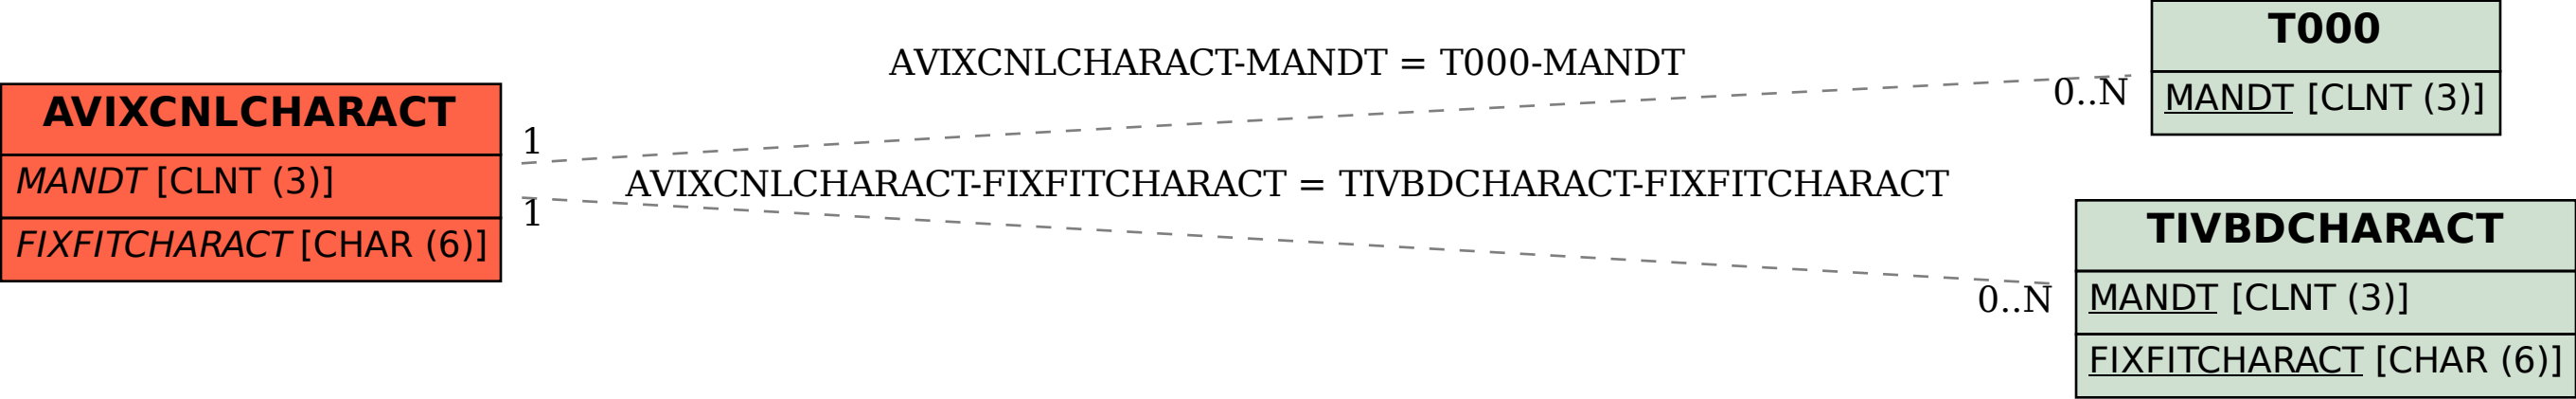 AVIXCNLCHARACT
MANDT [CLNT (3)]
FIXFITCHARACT [CHAR (6)]
AVIXCNLCHARACT-MANDT = T000-MANDT
1
0..N
AVIXCNLCHARACT-FIXFITCHARACT = TIVBDCHARACT-FIXFITCHARACT
1
0..N
T000
MANDT [CLNT (3)]
TIVBDCHARACT
MANDT [CLNT (3)]
FIXFITCHARACT [CHAR (6)]